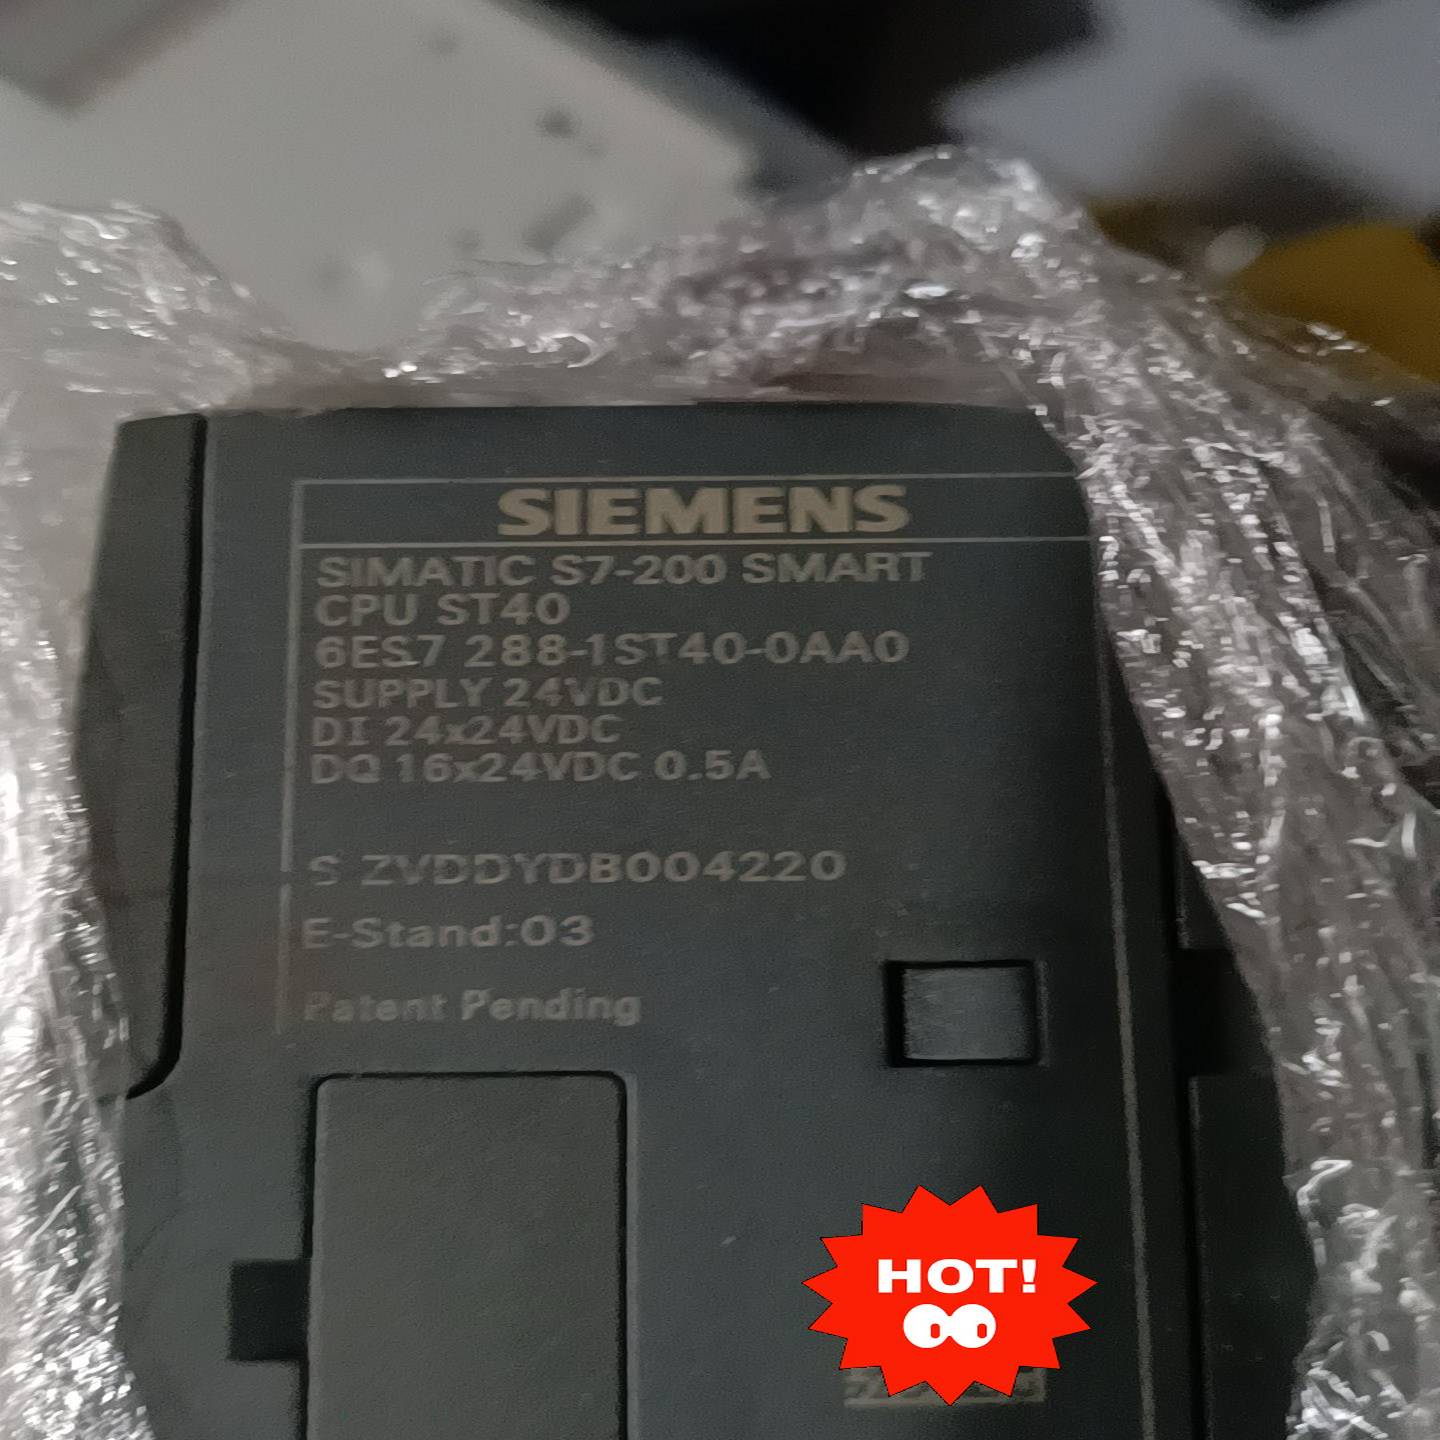 SIEMENS
SIMATIC S7-200 SMART
CPU ST40
6ES7 288-1ST40-0AA0
SUPPLY 24VDC
DI 24x24VDC
DQ 16x24VDC 0.5A
S ZVDDYDB004220
E-Stand:03
Patent Pending
HOT!